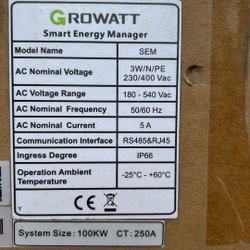 GROWATT
Smart Energy Manager
Model Name SEM
AC Nominal Voltage 3W/N/PE
230/400 Vac
AC Voltage Range 180 - 540 Vac
AC Nominal Frequency 50/60 Hz
AC Nominal Current 5 A
Communication Interface RS485&RJ45
Ingress Degree IP66
Operation Ambient
Temperature -25°C - +60°C
CE
System Size: 100KW CT: 250A